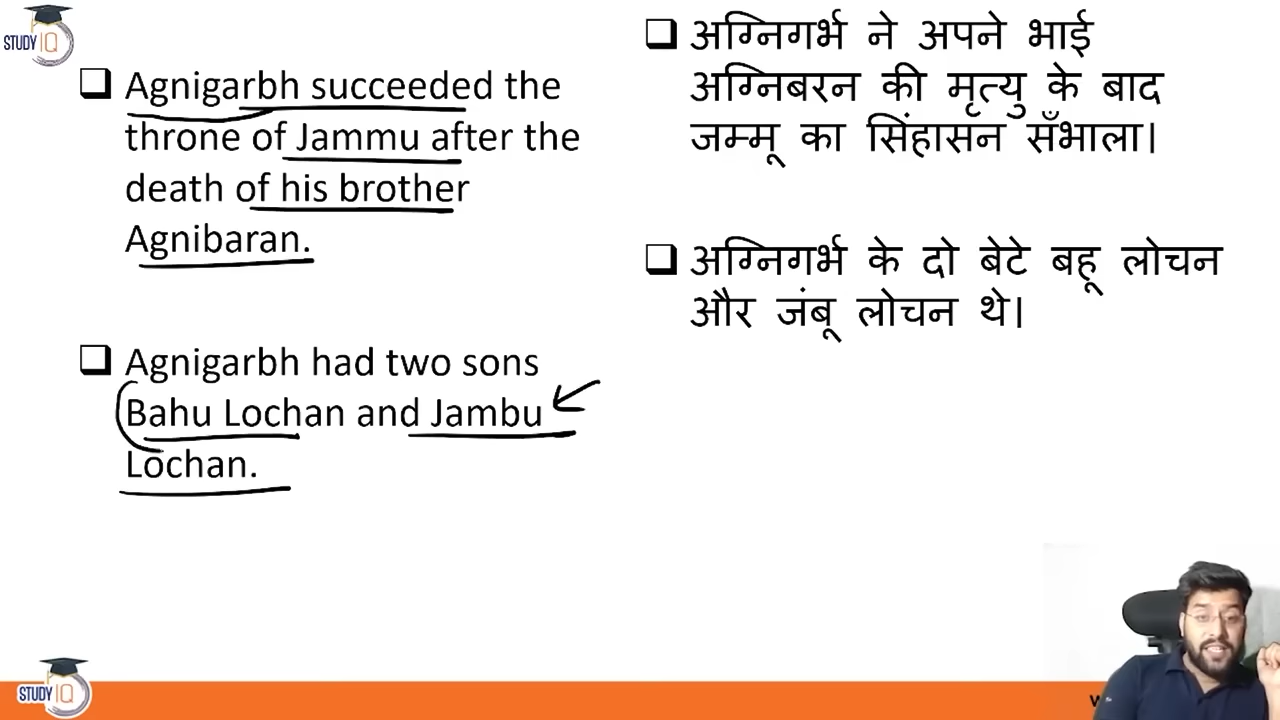 STUDY IQ
❑ Agnigarbh succeeded the
throne of Jammu after the
death of his brother
Agnibaran.
❑ Agnigarbh had two sons
Bahu Lochan and Jambu
Lochan.
❑ अग्निगर्भ ने अपने भाई
अग्निबरन की मृत्यु के बाद
जम्मू का सिंहासन सँभाला।
❑ अग्निगर्भ के दो बेटे बहू लोचन
और जंबू लोचन थे।
STUDY IQ